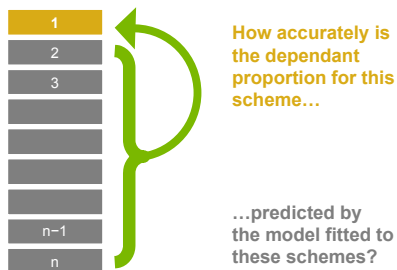 1
2
3
n−1
n
How accurately is
the dependant
proportion for this
scheme…
…predicted by
the model fitted to
these schemes?